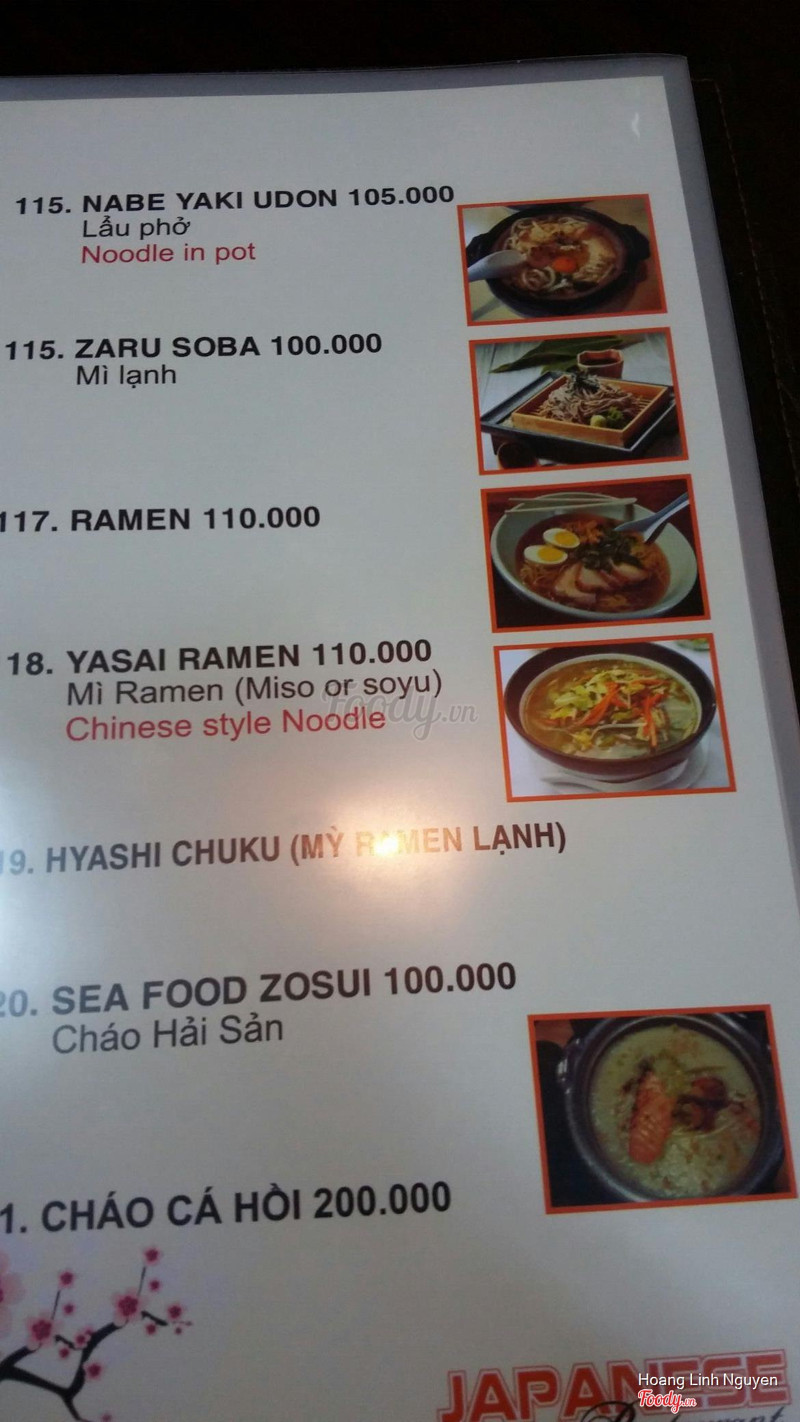 115. NABE YAKI UDON 105.000
Lẩu phở
Noodle in pot
115. ZARU SOBA 100.000
Mì lạnh
117. RAMEN 110.000
18. YASAI RAMEN 110.000
Mì Ramen (Miso or soyu)
Chinese style Noodle
Foody.vn
19. HYASHI CHUKU (MỲ RAMEN LẠNH)
20. SEA FOOD ZOSUI 100.000
Cháo Hải Sản
1. CHÁO CÁ HỒI 200.000
JAPANESE
Hoang Linh Nguyen
Foody.vn